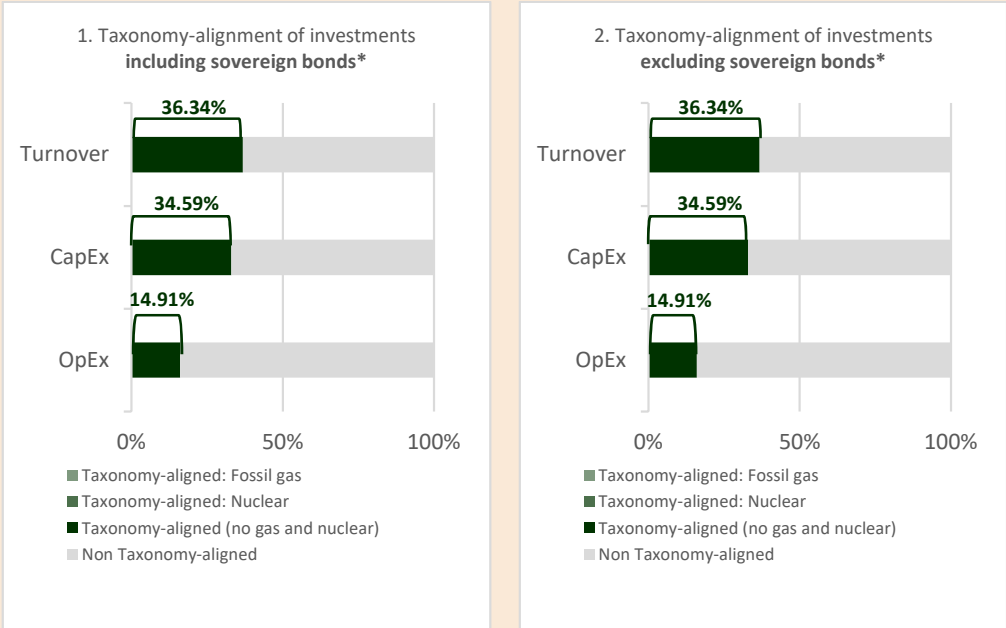 1. Taxonomy-alignment of investments
including sovereign bonds*
36.34%
Turnover
34.59%
CapEx
14.91%
OpEx
0% 50% 100%
Taxonomy-aligned: Fossil gas
Taxonomy-aligned: Nuclear
Taxonomy-aligned (no gas and nuclear)
Non Taxonomy-aligned
2. Taxonomy-alignment of investments
excluding sovereign bonds*
36.34%
Turnover
34.59%
CapEx
14.91%
OpEx
0% 50% 100%
Taxonomy-aligned: Fossil gas
Taxonomy-aligned: Nuclear
Taxonomy-aligned (no gas and nuclear)
Non Taxonomy-aligned